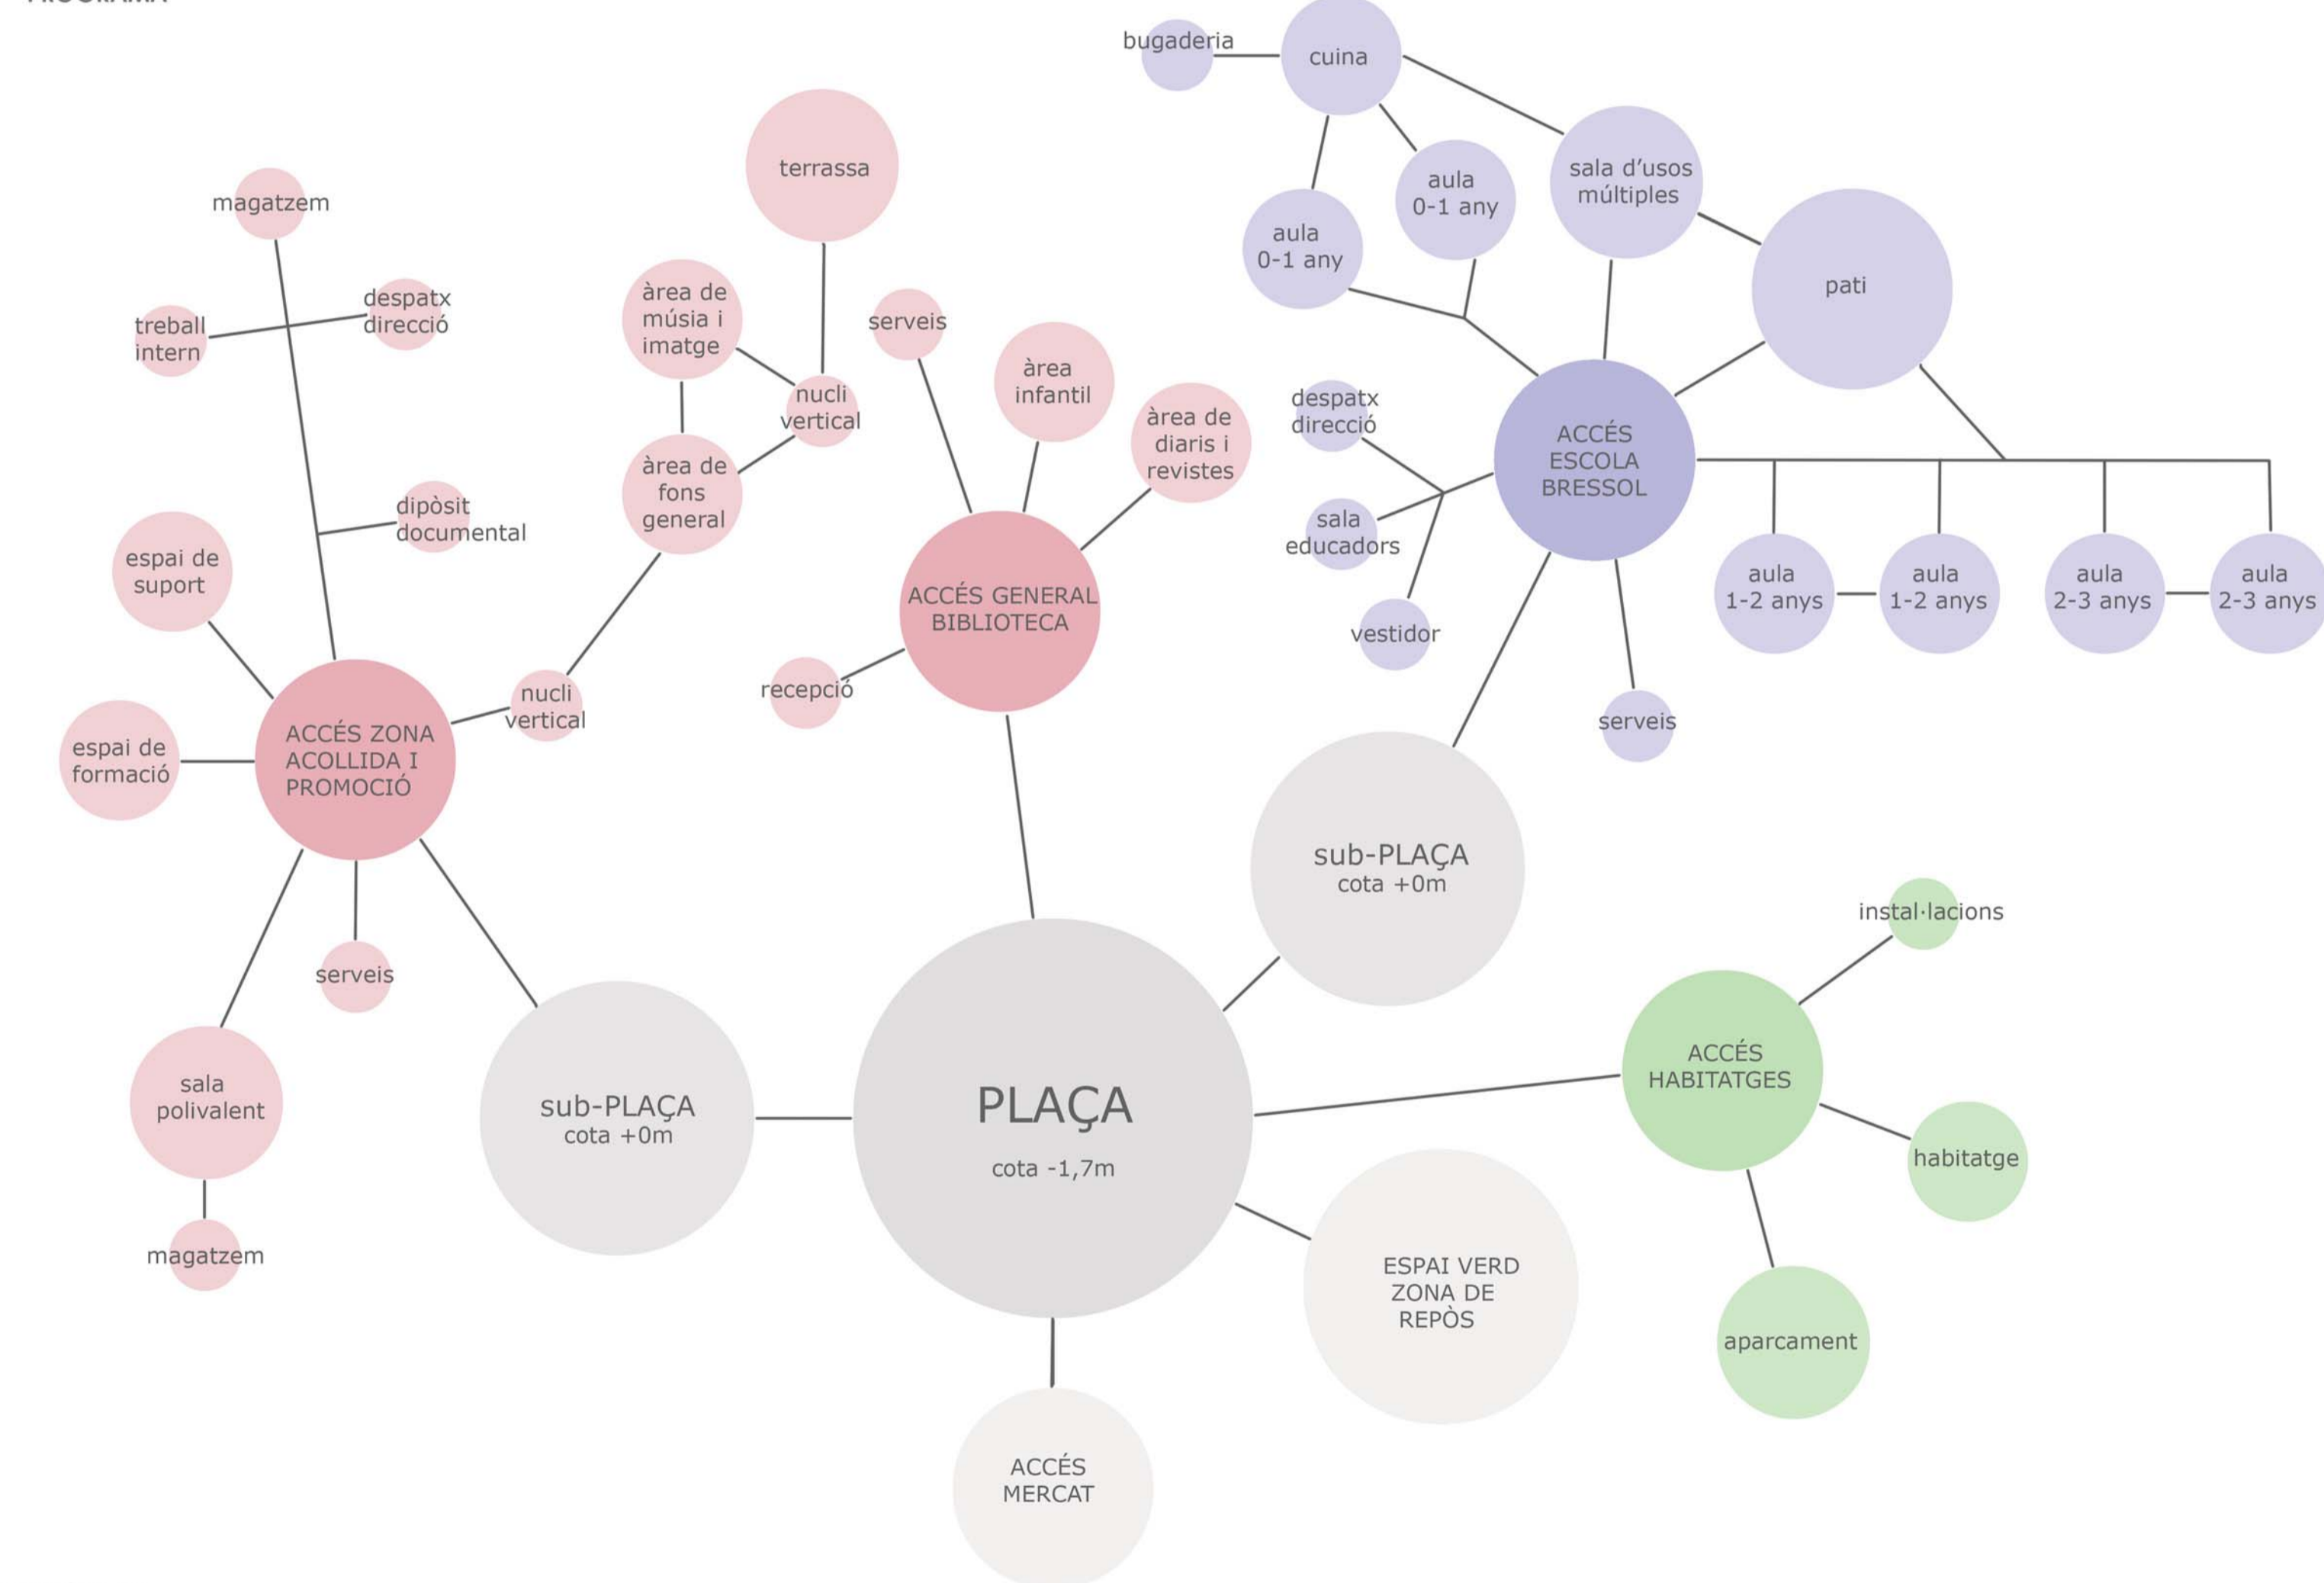 bugaderia
cuina
terrassa
magatzem
aula
0-1 any
sala d’usos
múltiples
aula
0-1 any
pati
despatx
direcció
treball
intern
àrea de
músia i
imatge
serveis
àrea
infantil
nucli
vertical
àrea de
diaris i
revistes
despatx
direcció
ACCÉS
ESCOLA
BRESSOL
àrea de
fons
general
dipòsit
documental
sala
educadors
espai de
suport
ACCÉS GENERAL
BIBLIOTECA
aula
1-2 anys
aula
1-2 anys
aula
2-3 anys
aula
2-3 anys
vestidor
recepció
nucli
vertical
serveis
espai de
formació
ACCÉS ZONA
ACOLLIDA I
PROMOCIÓ
sub-PLAÇA
cota +0m
instal·lacions
serveis
ACCÉS
HABITATGES
sala
polivalent
sub-PLAÇA
cota +0m
PLAÇA
cota -1,7m
habitatge
magatzem
ESPAI VERD
ZONA DE
REPÒS
aparcament
ACCÉS
MERCAT